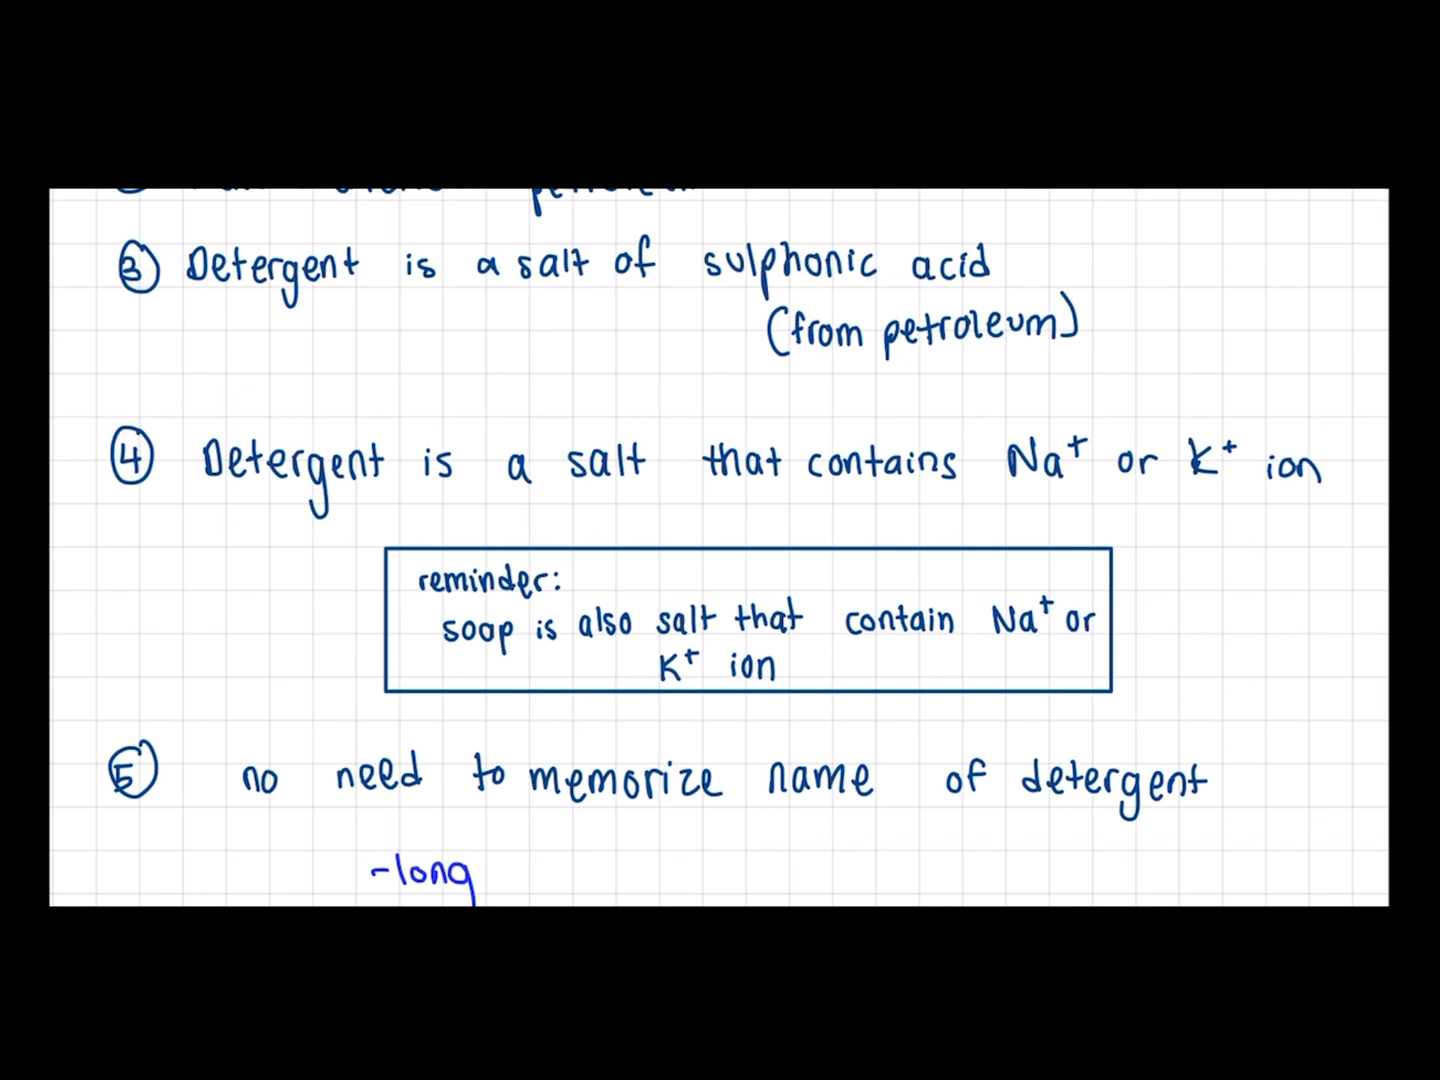 ③ Detergent is a salt of sulphonic acid
(from petroleum)
④ Detergent is a salt that contains Na⁺ or K⁺ ion
reminder:
soap is also salt that contain Na⁺ or
K⁺ ion
⑤ no need to memorize name of detergent
-long